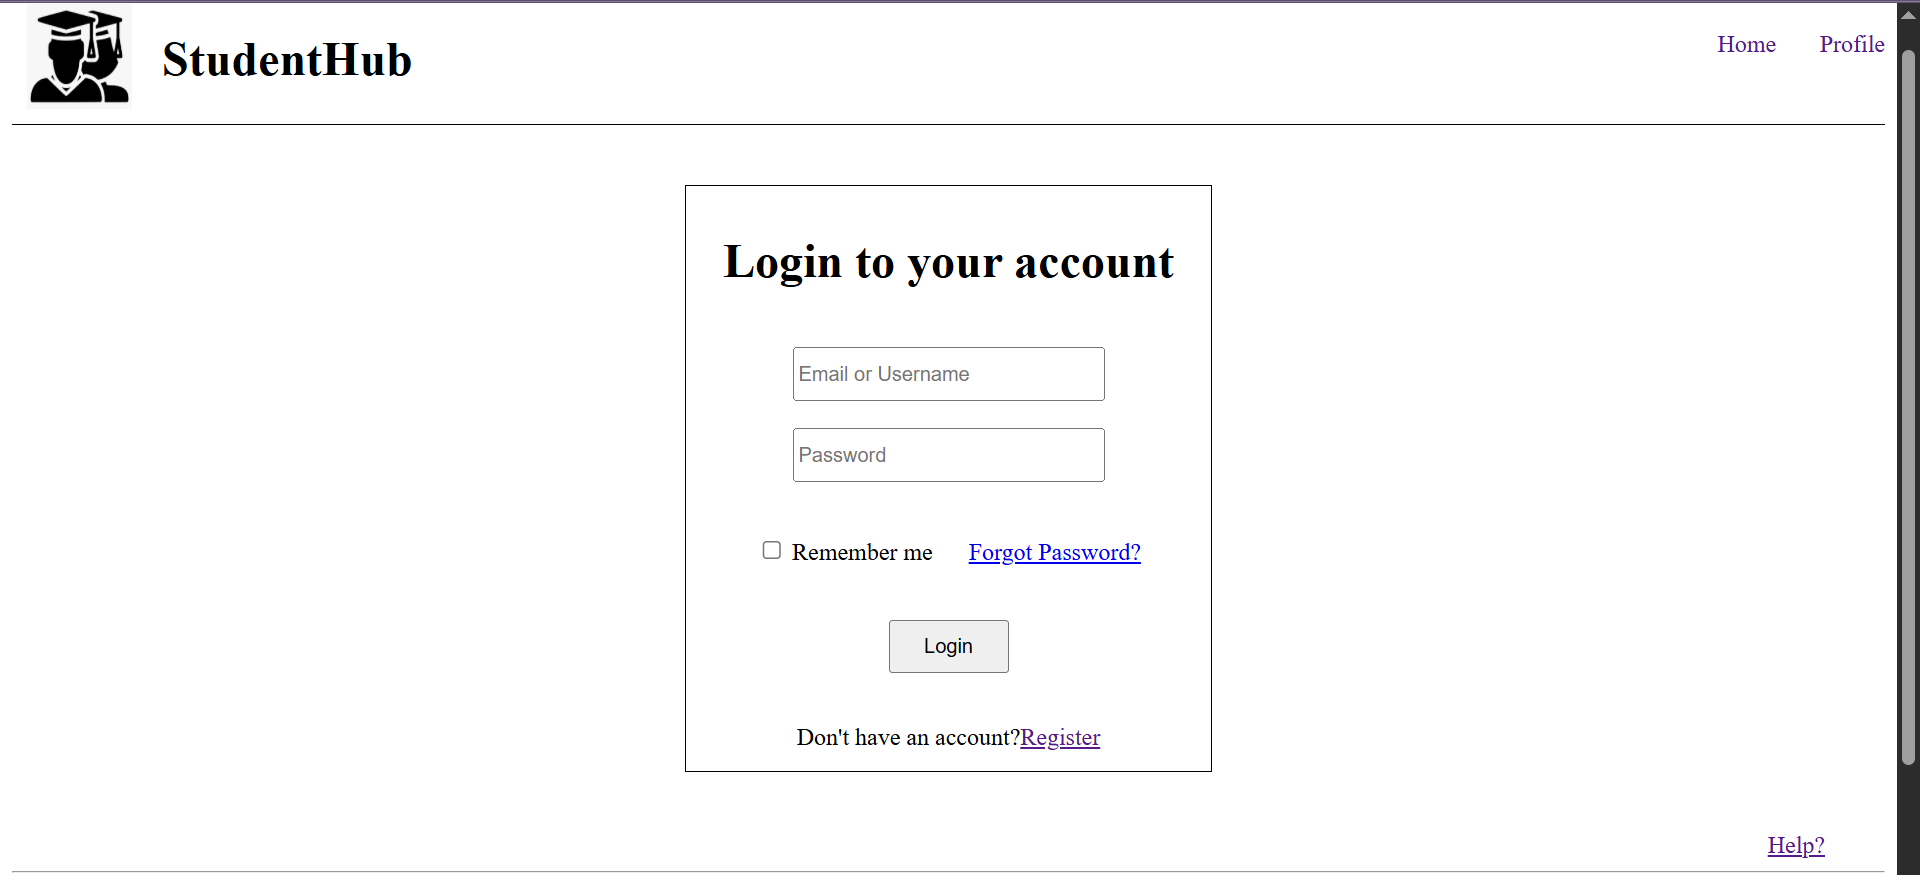 StudentHub
Home Profile
Login to your account
Email or Username
Password
Remember me Forgot Password?
Login
Don't have an account?Register
Help?